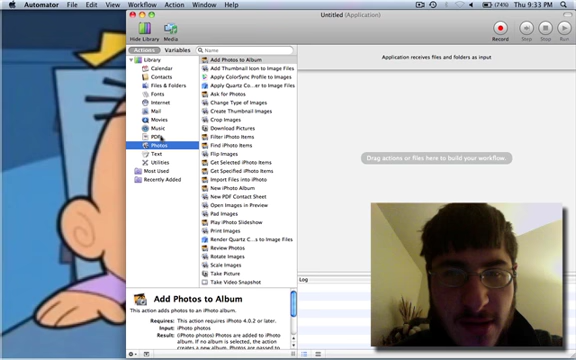 Automator File Edit View Workflow Action Window Help (74%) Thu 9:33 PM
Untitled (Application)
Hide Library Media Record Step Stop Run
Actions Variables Name
Library
Calendar
Contacts
Files & Folders
Fonts
Internet
Mail
Movies
Music
PDFs
Photos
Text
Utilities
Most Used
Recently Added
Add Photos to Album
Add Thumbnail Icon to Image Files
Apply ColorSync Profile to Images
Apply Quartz C...er to Image Files
Ask for Photos
Change Type of Images
Create Thumbnail Images
Crop Images
Download Pictures
Filter iPhoto Items
Find iPhoto Items
Flip Images
Get Selected iPhoto Items
Get Specified iPhoto Items
Import Files into iPhoto
New iPhoto Album
New PDF Contact Sheet
Open Images in Preview
Pad Images
Play iPhoto Slideshow
Print Images
Render Quartz C...s to Image Files
Review Photos
Rotate Images
Scale Images
Take Picture
Take Video Snapshot
Application receives files and folders as input
Drag actions or files here to build your workflow.
Log
Add Photos to Album
This action adds photos to an iPhoto album.
Requires: This action requires iPhoto 4.0.2 or later.
Input: iPhoto photos
Result: (iPhoto photos) Photos are added to iPhoto
album. If no album is selected, the action
creates a new album. Photos are passed to